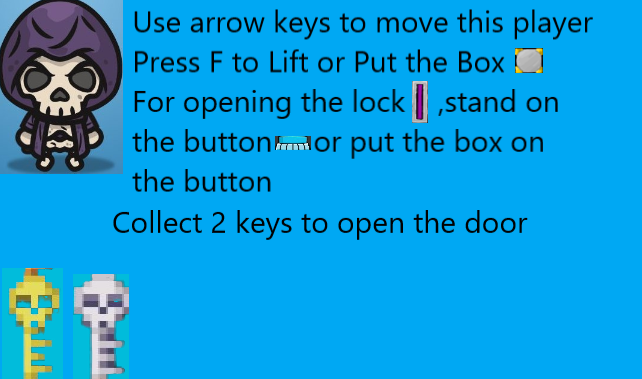 Use arrow keys to move this player
Press F to Lift or Put the Box
For opening the lock ,stand on
the button or put the box on
the button
Collect 2 keys to open the door